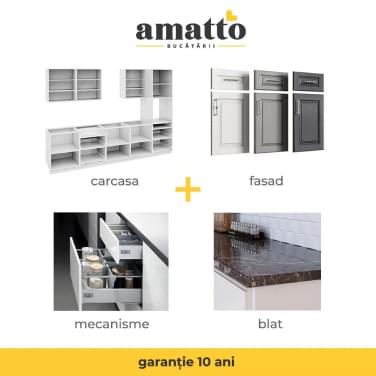 amatto
BUCĂTĂRII
carcasa
fasad
+
mecanisme
blat
garanție 10 ani